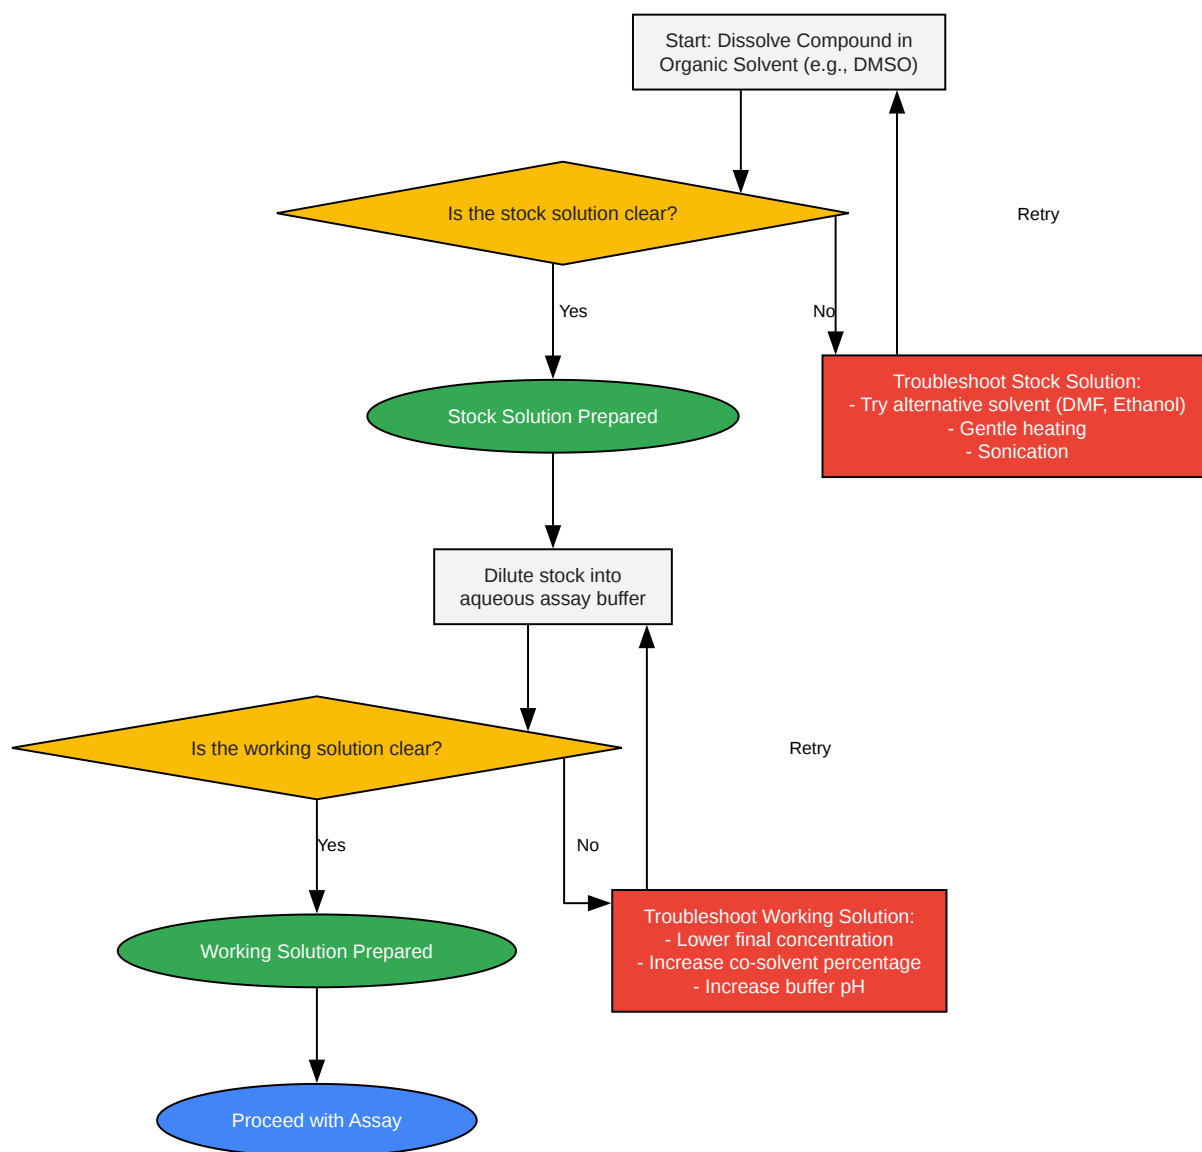 Start: Dissolve Compound in
Organic Solvent (e.g., DMSO)
Is the stock solution clear?
Retry
Yes
No
Troubleshoot Stock Solution:
- Try alternative solvent (DMF, Ethanol)
- Gentle heating
- Sonication
Stock Solution Prepared
Dilute stock into
aqueous assay buffer
Is the working solution clear?
Retry
Yes
No
Troubleshoot Working Solution:
- Lower final concentration
- Increase co-solvent percentage
- Increase buffer pH
Working Solution Prepared
Proceed with Assay